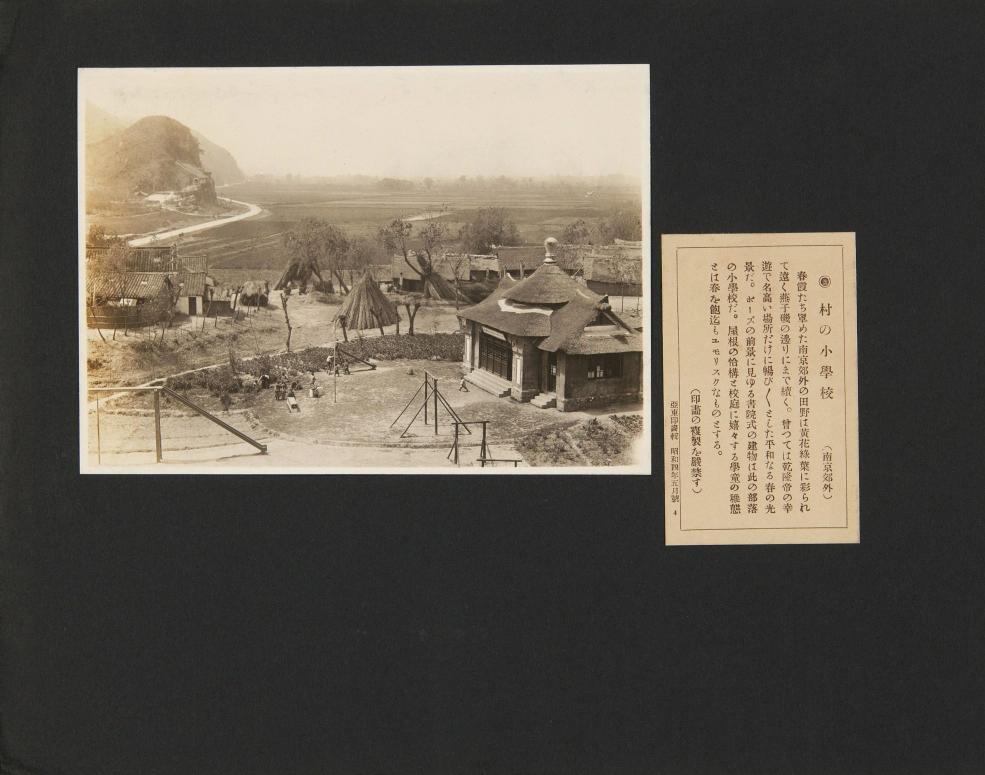 村の小學校
(南京郊外)
春霞たち罩めた南京郊外の田野は黃花綠葉に彩られ
て遠く燕子磯の邊りにまで續く。曾つては乾隆帝の幸
遊で名高い場所だけに暢び〱とした平和なる春の光
景だ。ポーズの前景に見ゆる書院式の建物は此の部落
の小學校だ。屋根の恰構と校庭に嬉々する學童の雅態
とは春を飽迄もユモリスクなものとする。
(印畫の複製を嚴禁す)
亞東印畫輯 昭和四年五月號 4